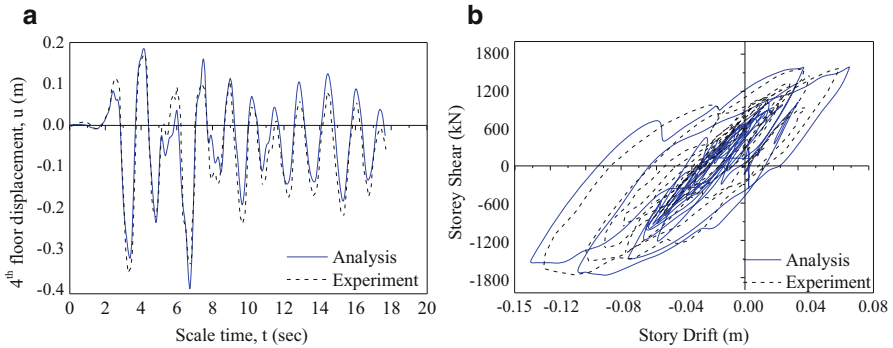 a
0.2
0.1
0.0
-0.1
-0.2
-0.3
-0.4
4th floor displacement, u (m)
Analysis
Experiment
0 2 4 6 8 10 12 14 16 18 20
Scale time, t (sec)
b
1800
1200
600
0
-600
-1200
-1800
Storey Shear (kN)
Analysis
Experiment
-0.15 -0.12 -0.08 -0.04 0.00 0.04 0.08
Story Drift (m)